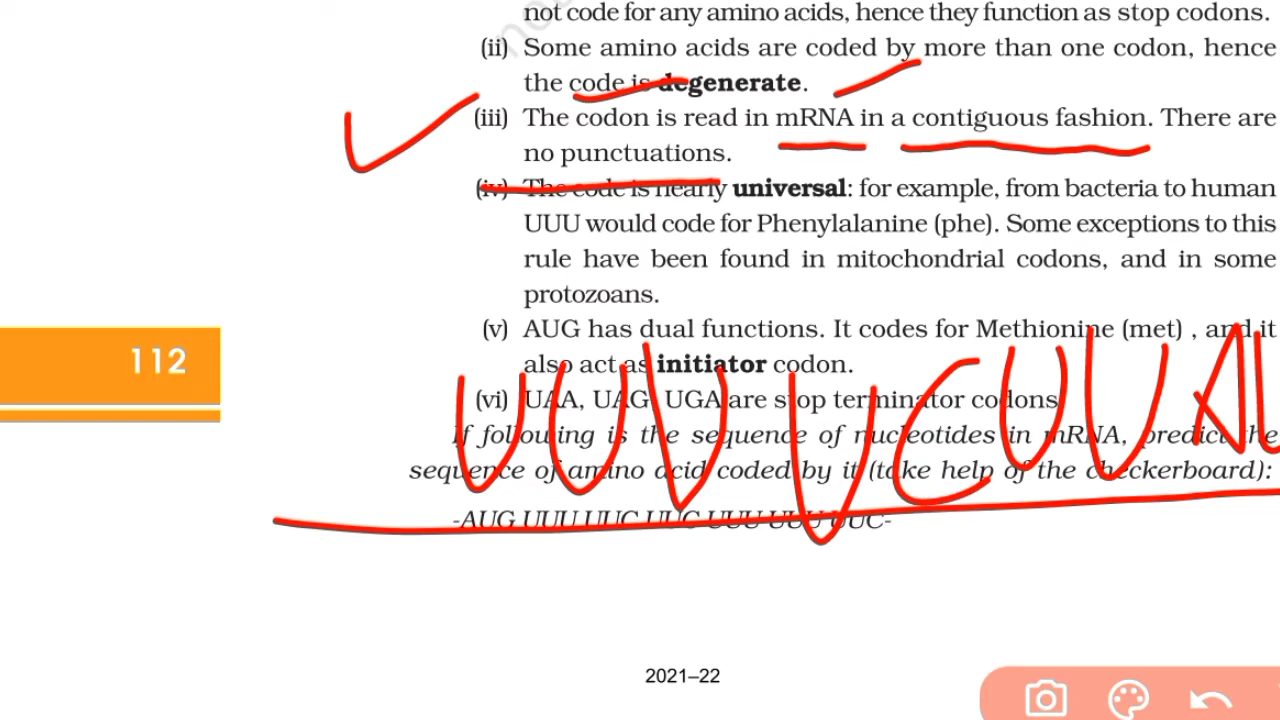 not code for any amino acids, hence they function as stop codons.
(ii) Some amino acids are coded by more than one codon, hence
the code is degenerate.
(iii) The codon is read in mRNA in a contiguous fashion. There are
no punctuations.
(iv) The code is nearly universal: for example, from bacteria to human
UUU would code for Phenylalanine (phe). Some exceptions to this
rule have been found in mitochondrial codons, and in some
protozoans.
(v) AUG has dual functions. It codes for Methionine (met) , and it
also act as initiator codon.
(vi) UAA, UAG, UGA are stop terminator codons
If following is the sequence of nucleotides in mRNA, predict the
sequence of amino acid coded by it (take help of the checkerboard):
UUUUCUUA
-AUG UUU UUC UUC UUU UUU UUC-
112
2021–22